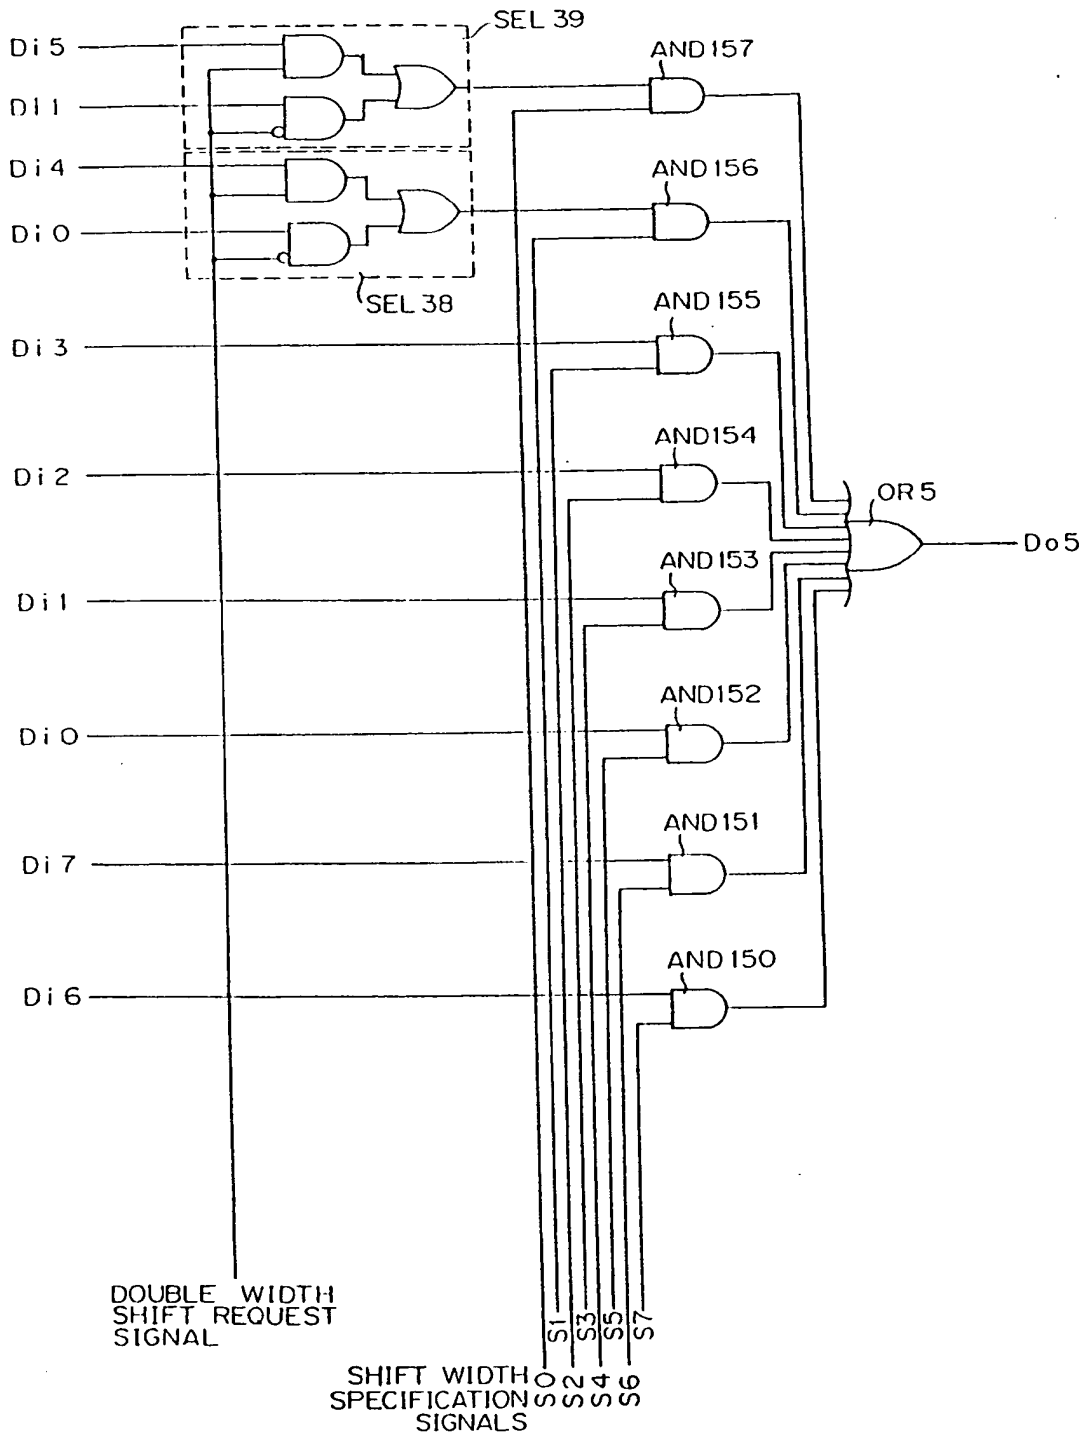 SEL 39
Di5
AND157
Di1
Di4
AND156
Di0
SEL 38
AND155
Di3
AND154
Di2
OR5
Do5
AND153
Di1
AND152
Di0
AND151
Di7
AND150
Di6
DOUBLE WIDTH
SHIFT REQUEST
SIGNAL
SHIFT WIDTH
SPECIFICATION
SIGNALS
S0
S1
S2
S3
S4
S5
S6
S7